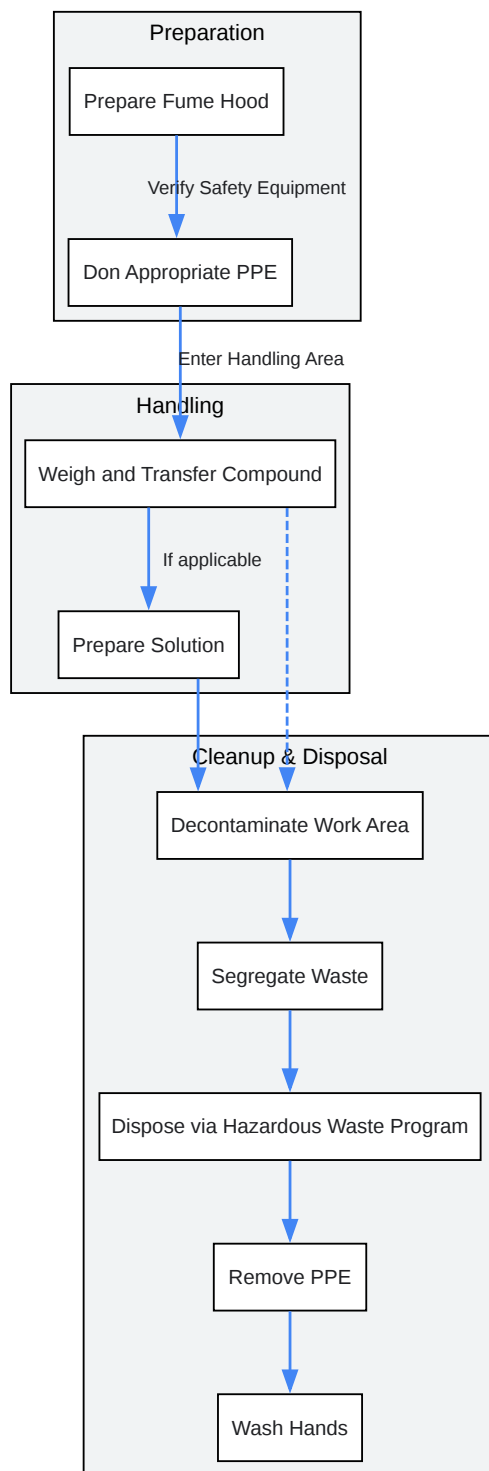 Preparation
Prepare Fume Hood
Verify Safety Equipment
Don Appropriate PPE
Enter Handling Area
Handling
Weigh and Transfer Compound
If applicable
Prepare Solution
Cleanup & Disposal
Decontaminate Work Area
Segregate Waste
Dispose via Hazardous Waste Program
Remove PPE
Wash Hands